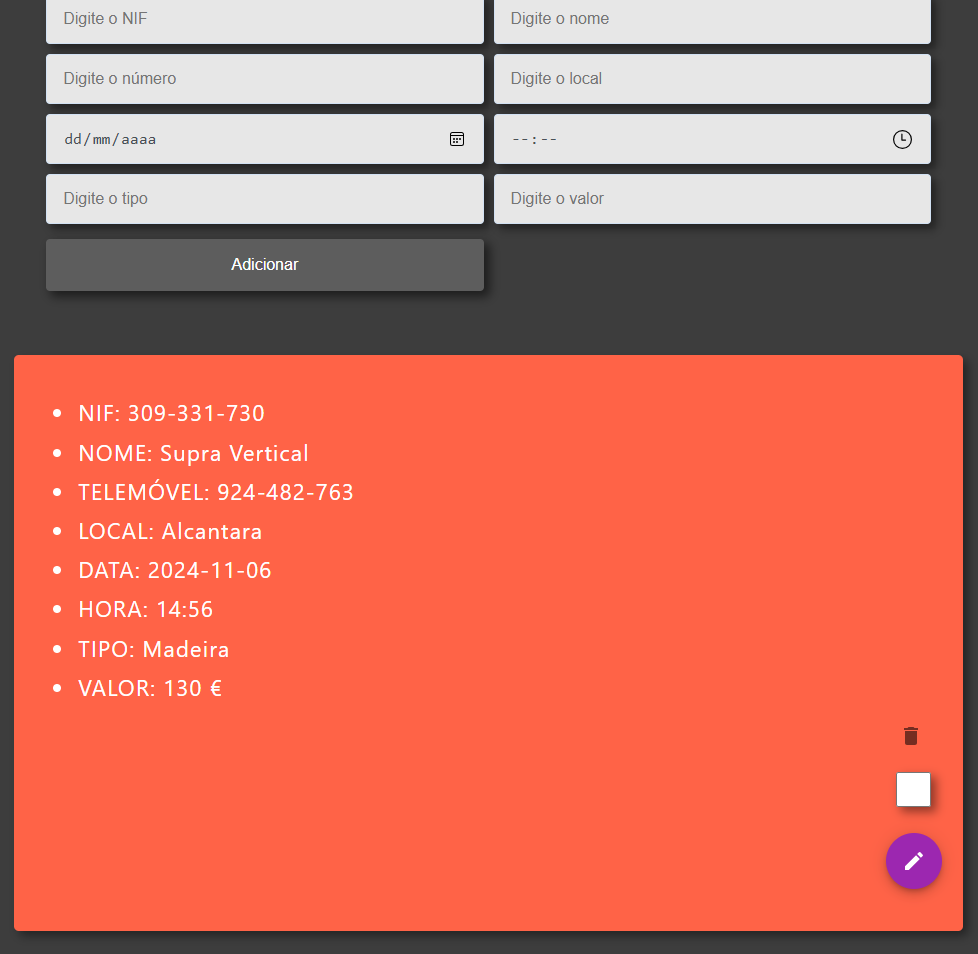 Digite o NIF
Digite o nome
Digite o número
Digite o local
dd/mm/aaaa
--:--
Digite o tipo
Digite o valor
Adicionar
NIF: 309-331-730
NOME: Supra Vertical
TELEMÓVEL: 924-482-763
LOCAL: Alcantara
DATA: 2024-11-06
HORA: 14:56
TIPO: Madeira
VALOR: 130 €